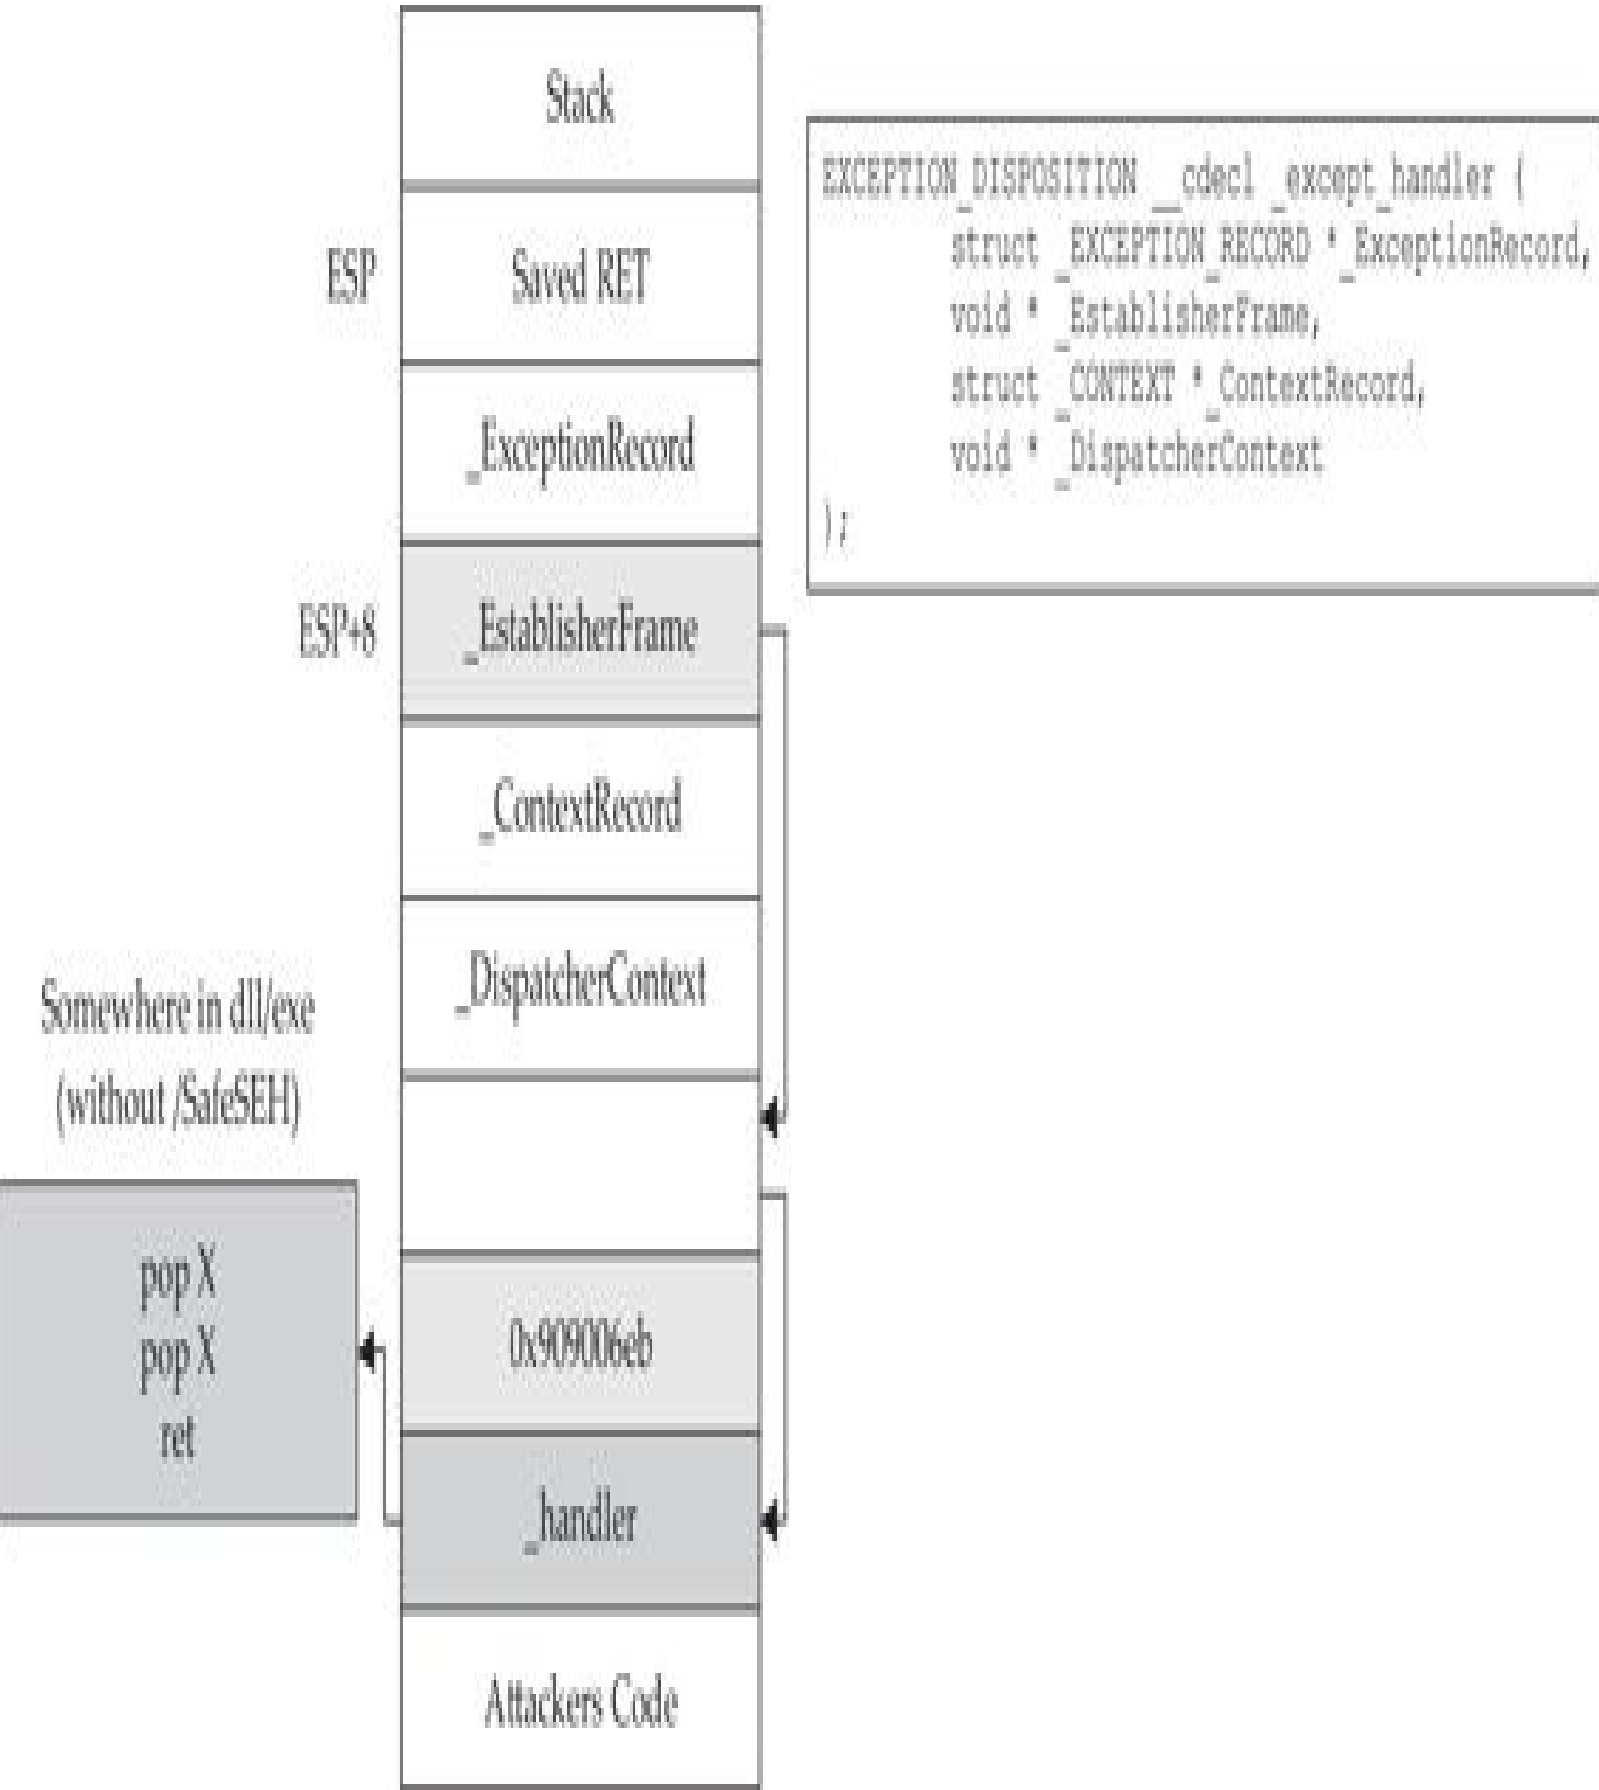 Stack
EXCEPTION_DISPOSITION __cdecl _except_handler (
struct _EXCEPTION_RECORD * _ExceptionRecord,
void * _EstablisherFrame,
struct _CONTEXT * _ContextRecord,
void * _DispatcherContext
);
ESP
Saved RET
_ExceptionRecord
ESP+8
_EstablisherFrame
_ContextRecord
_DispatcherContext
Somewhere in dll/exe
(without /SafeSEH)
pop X
pop X
ret
0x909006eb
_handler
Attackers Code